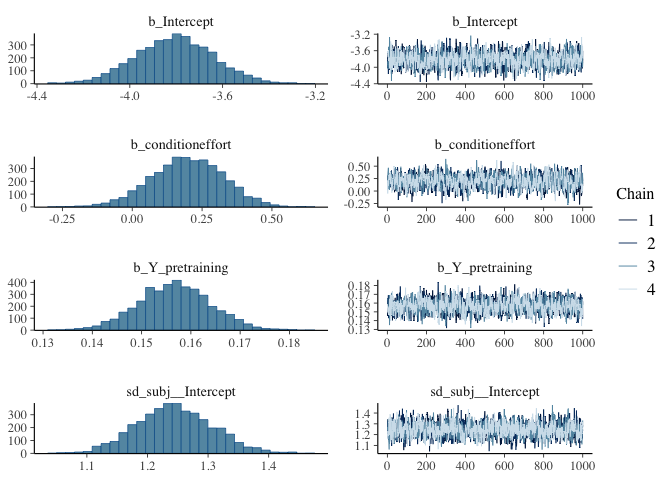 b_Intercept
300
200
100
0
-4.4 -4.0 -3.6 -3.2
b_Intercept
-3.2
-3.6
-4.0
-4.4
0 200 400 600 800 1000
b_conditioneffort
300
200
100
0
-0.25 0.00 0.25 0.50
b_conditioneffort
0.50
0.25
0.00
-0.25
0 200 400 600 800 1000
b_Y_pretraining
400
300
200
100
0
0.13 0.14 0.15 0.16 0.17 0.18
b_Y_pretraining
0.18
0.17
0.16
0.15
0.14
0.13
0 200 400 600 800 1000
sd_subj__Intercept
300
200
100
0
1.1 1.2 1.3 1.4
sd_subj__Intercept
1.4
1.3
1.2
1.1
0 200 400 600 800 1000
Chain
1
2
3
4